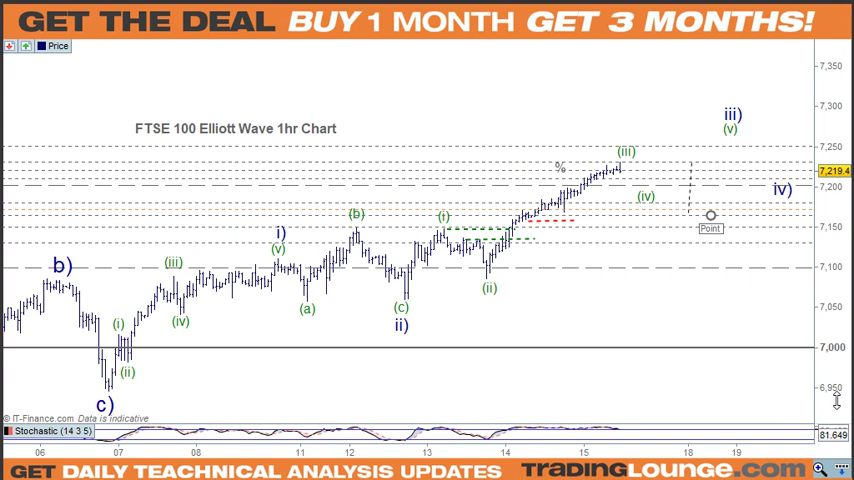 GET THE DEAL BUY 1 MONTH GET 3 MONTHS!
Price
7,350
7,300
iii)
(v)
FTSE 100 Elliott Wave 1hr Chart
7,250
(iii)
%
7,219.4
7,200
iv)
(iv)
(b)
(i)
Point
i)
7,150
(v)
b)
(iii)
7,100
(ii)
(a)
(c)
7,050
(iv)
ii)
(i)
7,000
(ii)
6,950
c)
© IT-Finance.com Data is indicative
Stochastic (14 3 5)
81.649
06 07 08 11 12 13 14 15 18 19
GET DAILY TEACHNICAL ANALYSIS UPDATES TRADINGLOUNGE.com